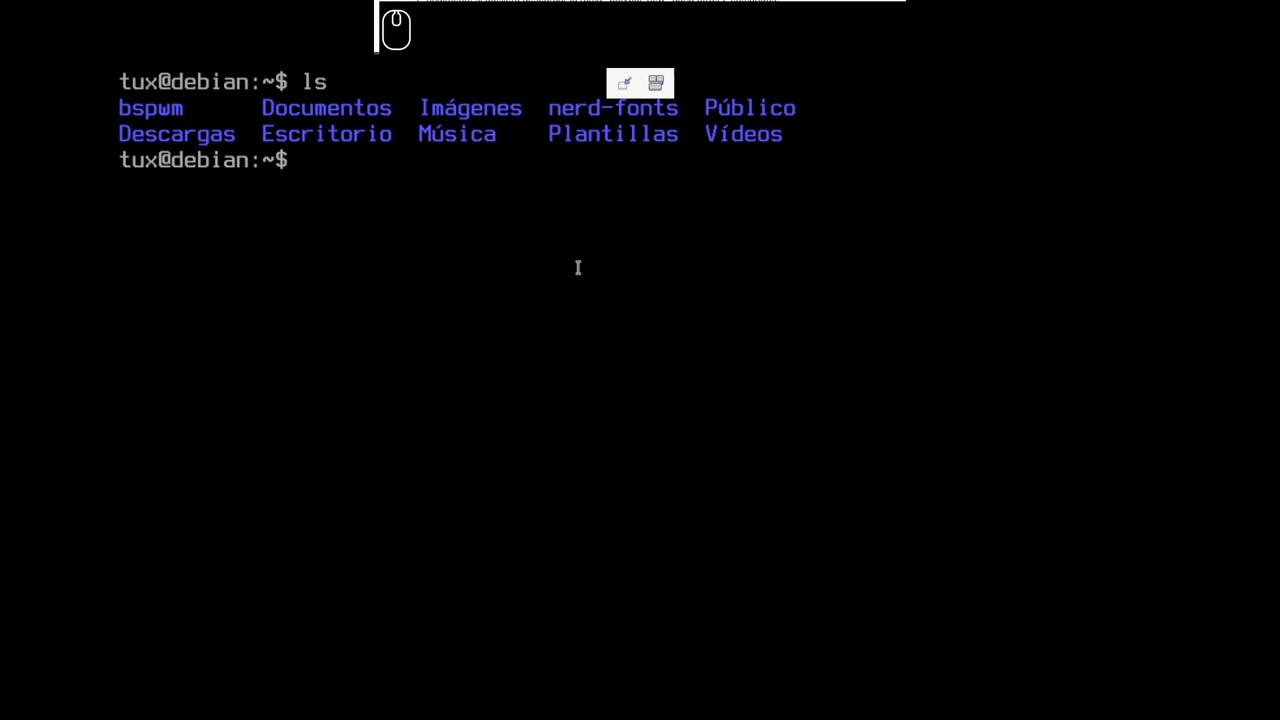 tux@debian:~$ ls
bspwm Documentos Imágenes nerd-fonts Público
Descargas Escritorio Música Plantillas Vídeos
tux@debian:~$